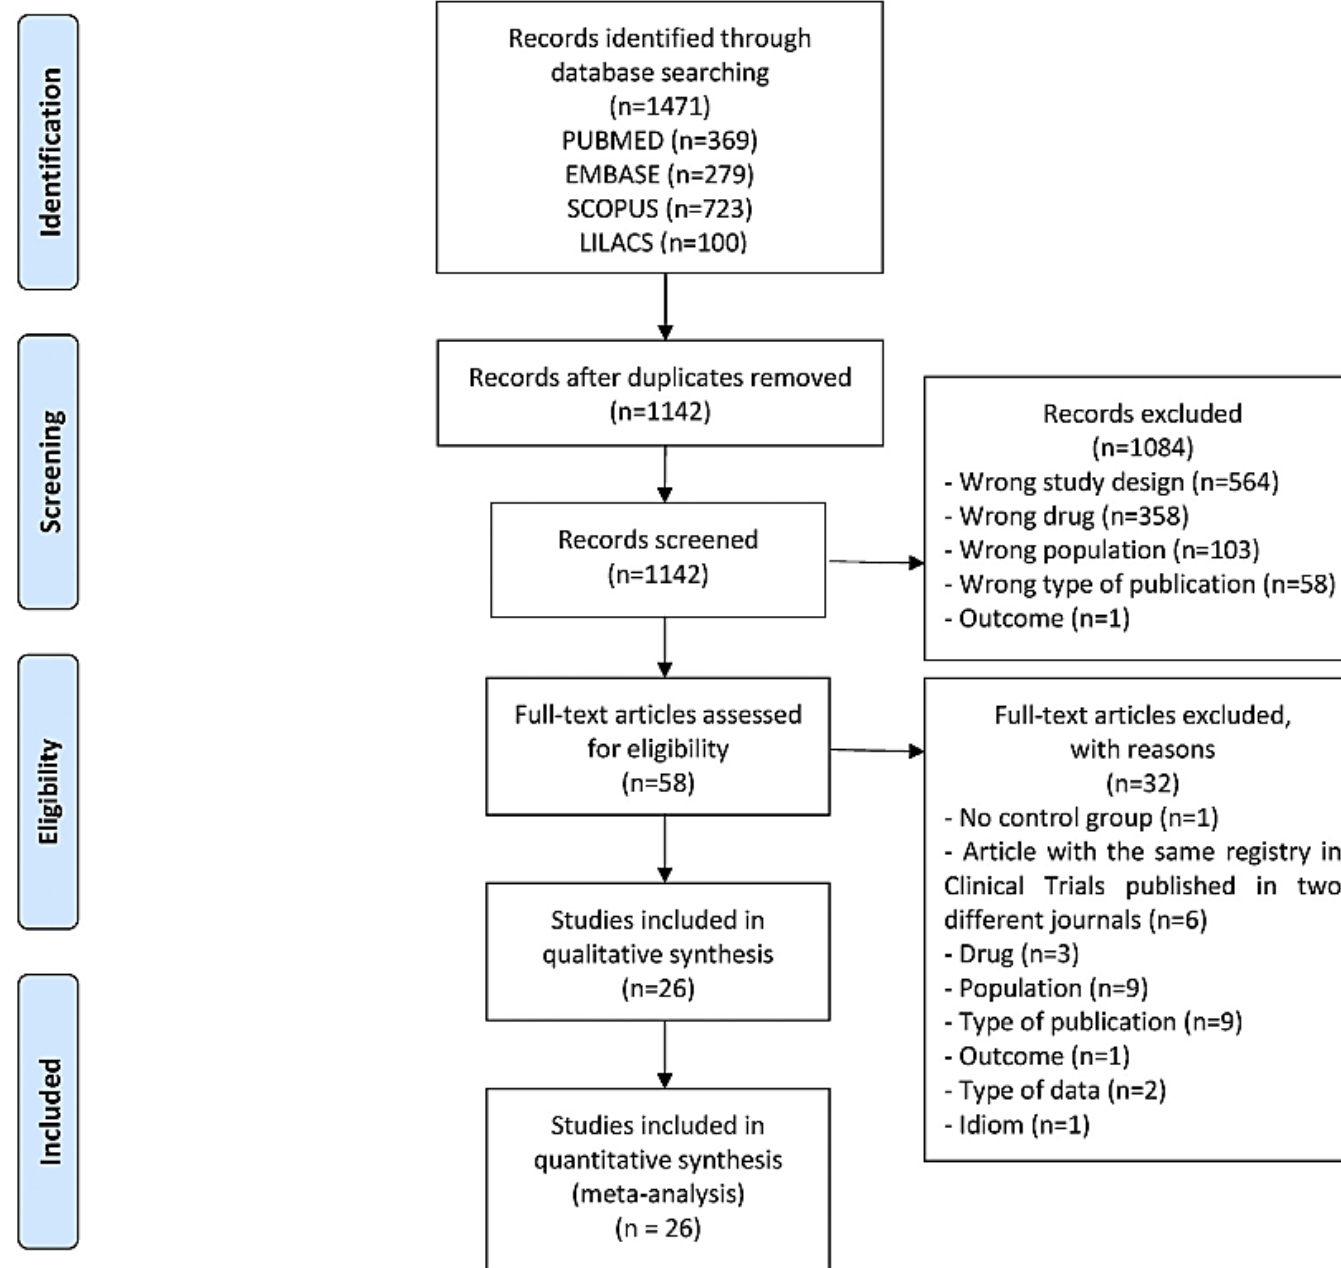 Identification
Records identified through
database searching
(n=1471)
PUBMED (n=369)
EMBASE (n=279)
SCOPUS (n=723)
LILACS (n=100)
Screening
Records after duplicates removed
(n=1142)
Records screened
(n=1142)
Records excluded
(n=1084)
- Wrong study design (n=564)
- Wrong drug (n=358)
- Wrong population (n=103)
- Wrong type of publication (n=58)
- Outcome (n=1)
Eligibility
Full-text articles assessed
for eligibility
(n=58)
Full-text articles excluded,
with reasons
(n=32)
- No control group (n=1)
- Article with the same registry in
Clinical Trials published in two
different journals (n=6)
- Drug (n=3)
- Population (n=9)
- Type of publication (n=9)
- Outcome (n=1)
- Type of data (n=2)
- Idiom (n=1)
Studies included in
qualitative synthesis
(n=26)
Included
Studies included in
quantitative synthesis
(meta-analysis)
(n = 26)